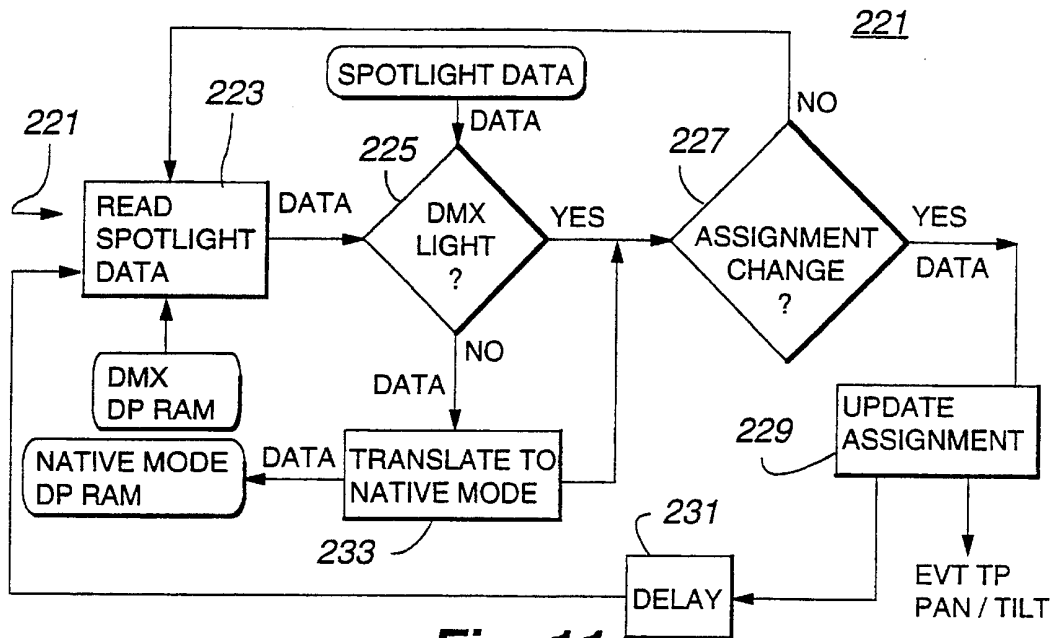 221
SPOTLIGHT DATA
NO
223
DATA
221
225
227
READ
SPOTLIGHT
DATA
DATA
DMX
LIGHT
?
YES
ASSIGNMENT
CHANGE
?
YES
DATA
NO
DMX
DP RAM
DATA
UPDATE
ASSIGNMENT
229
NATIVE MODE
DP RAM
DATA
TRANSLATE TO
NATIVE MODE
233
231
DELAY
EVT TP
PAN / TILT